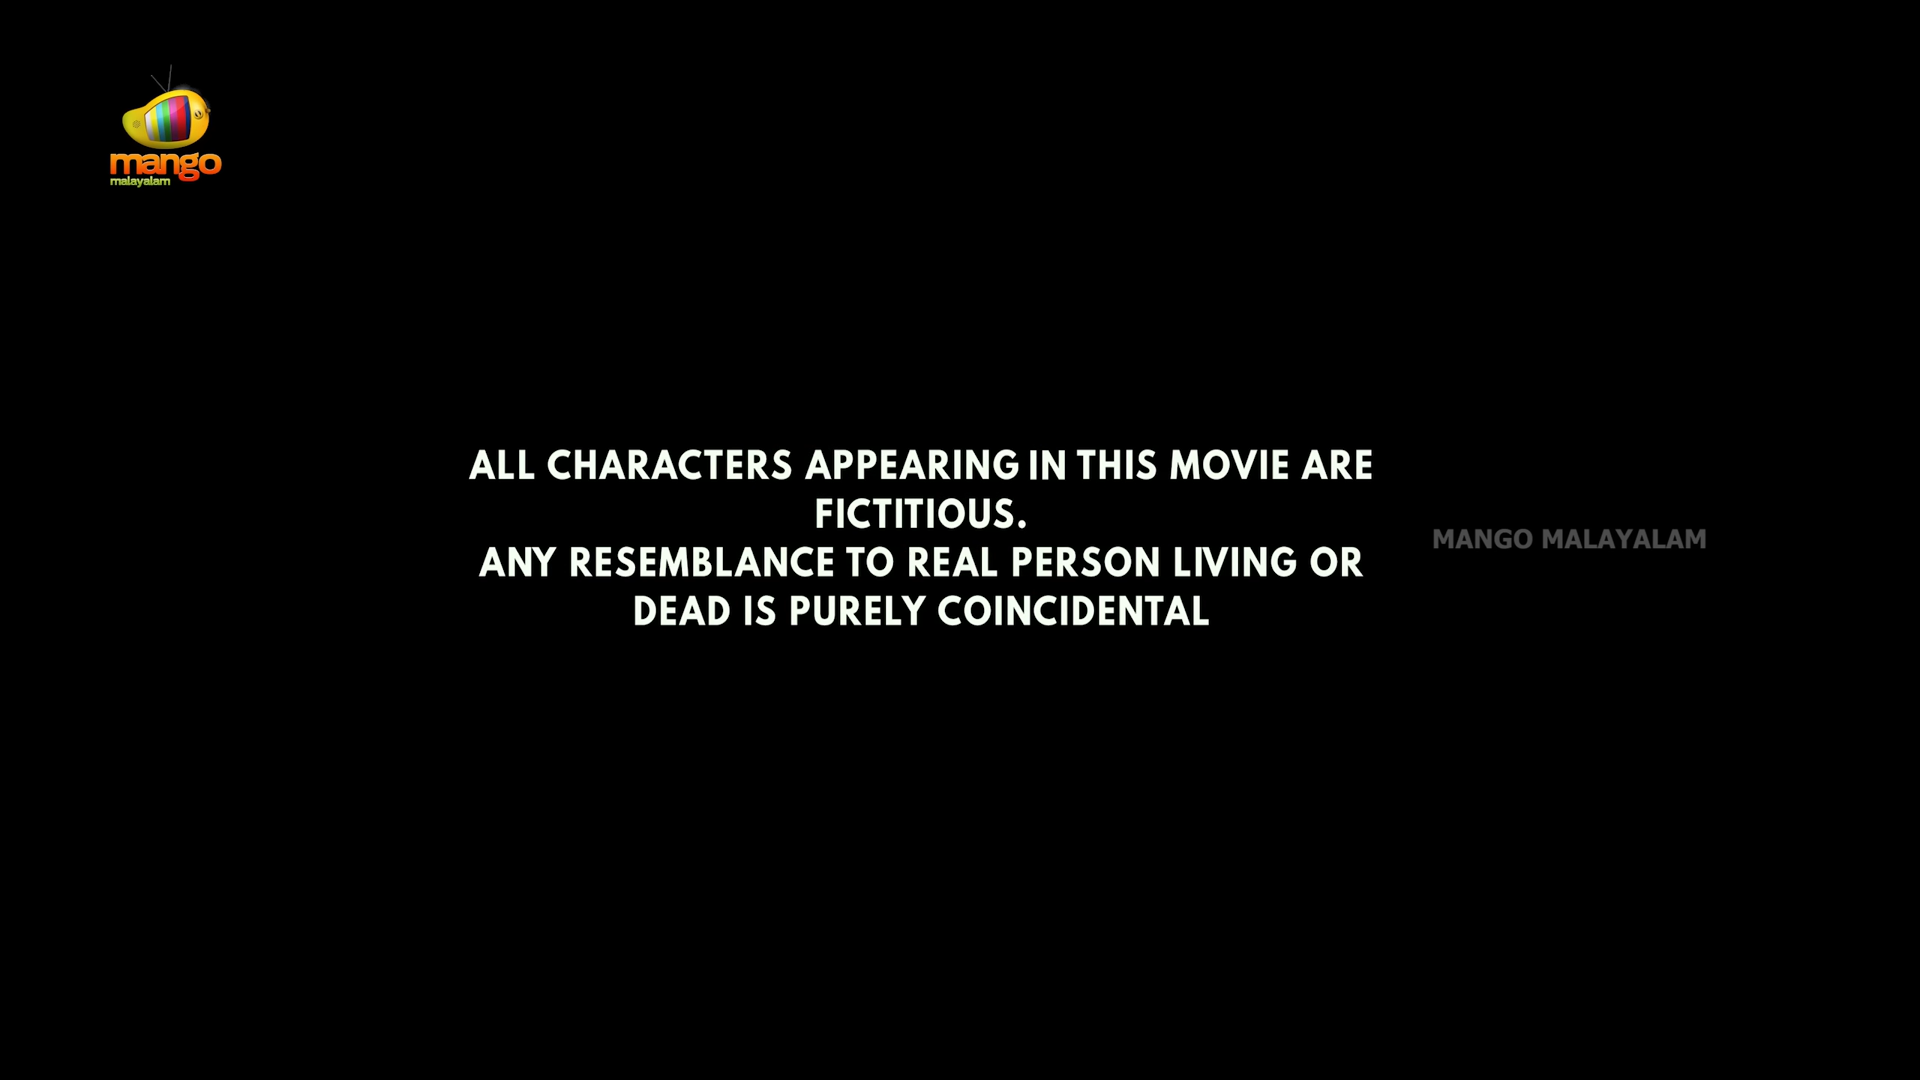 mango
malayalam
ALL CHARACTERS APPEARING IN THIS MOVIE ARE
FICTITIOUS.
MANGO MALAYALAM
ANY RESEMBLANCE TO REAL PERSON LIVING OR
DEAD IS PURELY COINCIDENTAL